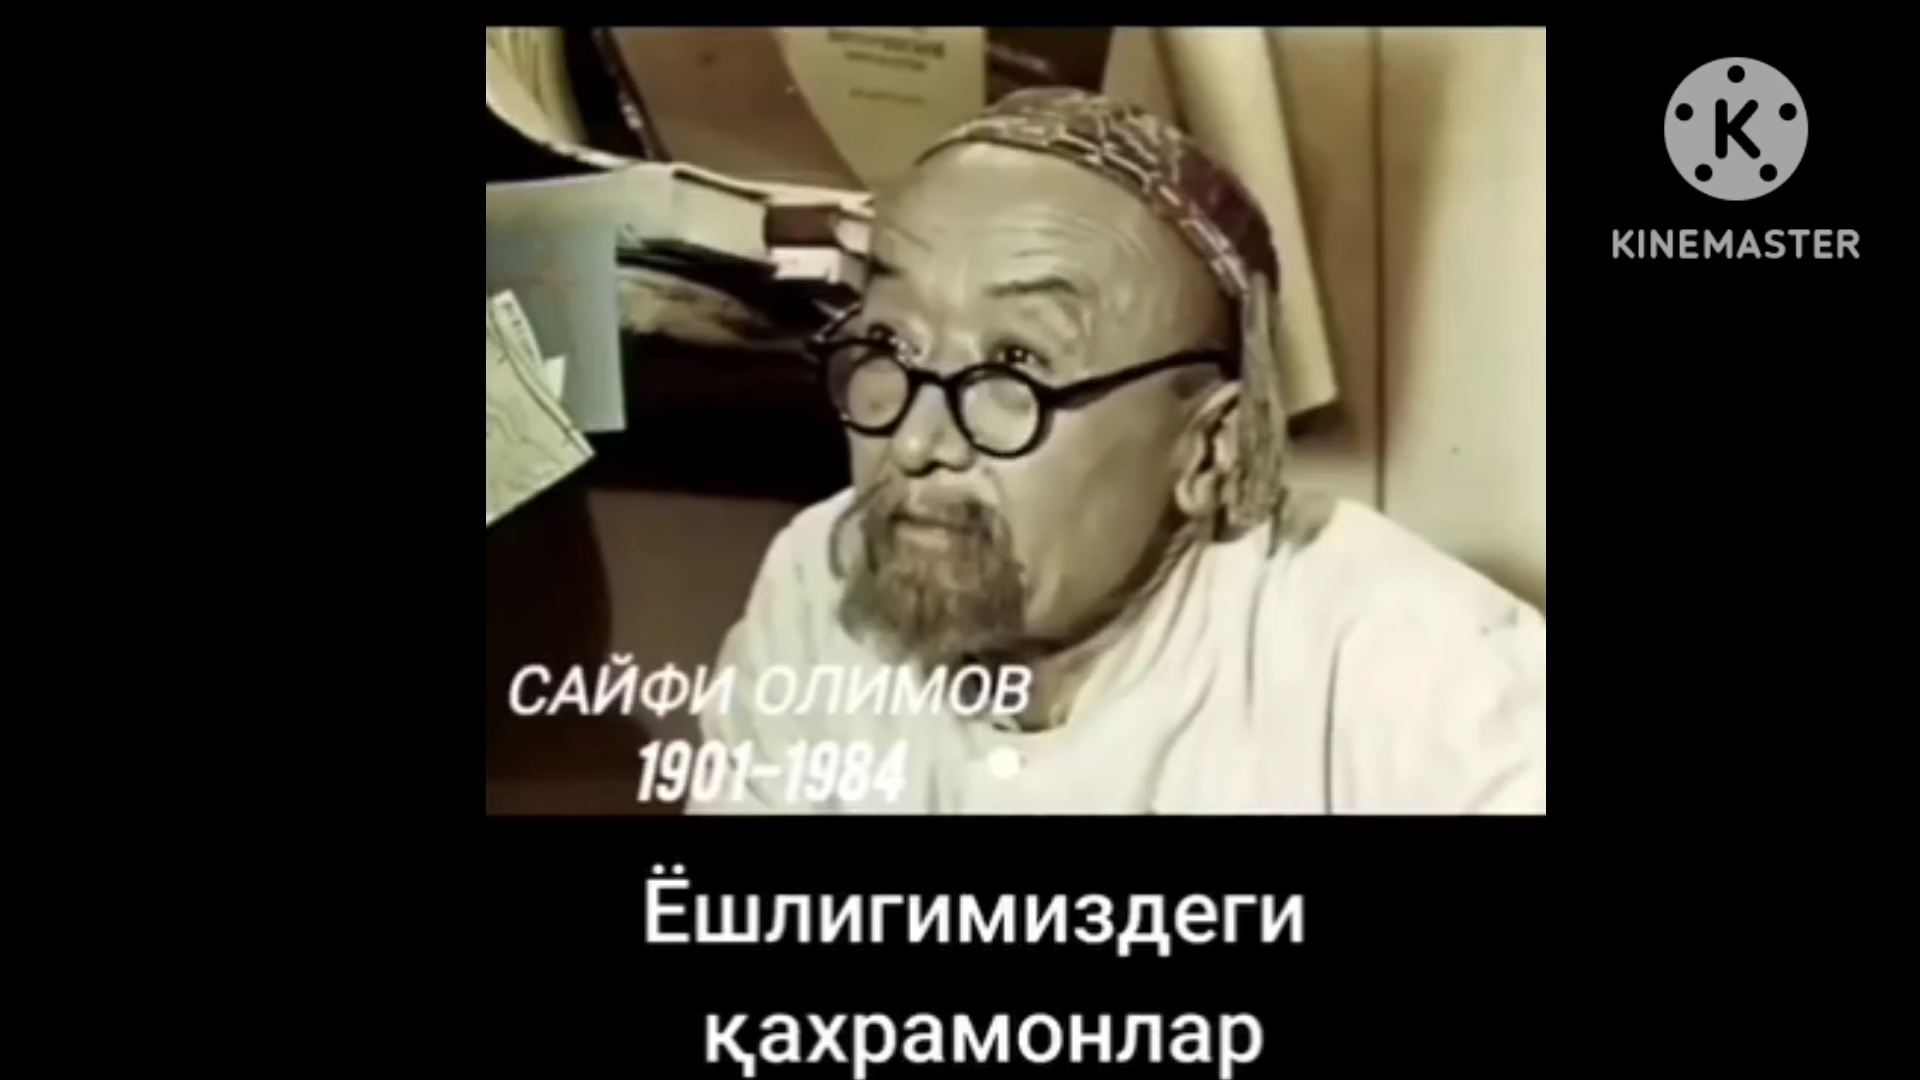 KINEMASTER
САЙФИ ОЛИМОВ
1901-1984
Ёшлигимиздеги
қахрамонлар